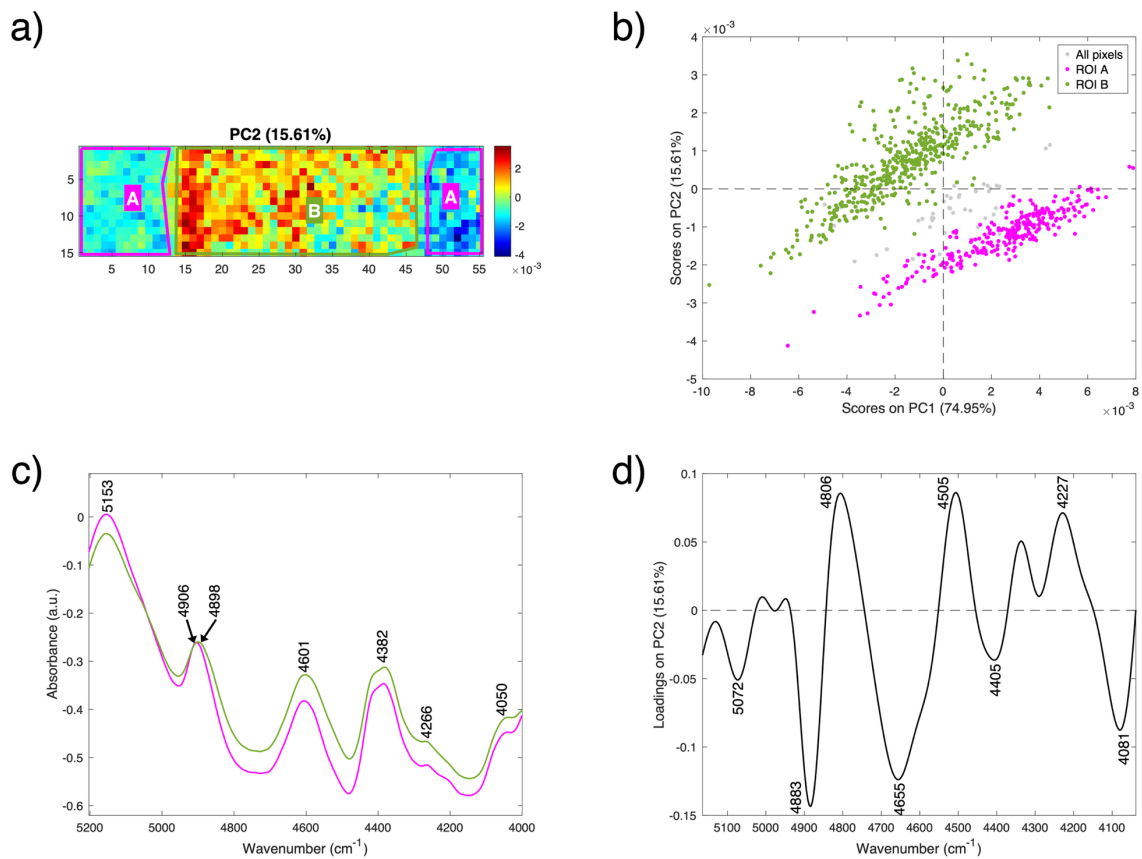 a)
PC2 (15.61%)
A
B
A
5
10
15
5 10 15 20 25 30 35 40 45 50 55
2
0
-2
-4
×10⁻³
b)
×10⁻³
4
3
2
1
0
-1
-2
-3
-4
-5
Scores on PC2 (15.61%)
All pixels
ROI A
ROI B
-10 -8 -6 -4 -2 0 2 4 6 8
Scores on PC1 (74.95%)
×10⁻³
c)
0
-0.1
-0.2
-0.3
-0.4
-0.5
-0.6
Absorbance (a.u.)
5153
4906
4898
4601
4382
4266
4050
5200 5000 4800 4600 4400 4200 4000
Wavenumber (cm⁻¹)
d)
0.1
0.05
0
-0.05
-0.1
-0.15
Loadings on PC2 (15.61%)
5072
4883
4806
4655
4505
4405
4227
4081
5100 5000 4900 4800 4700 4600 4500 4400 4300 4200 4100
Wavenumber (cm⁻¹)